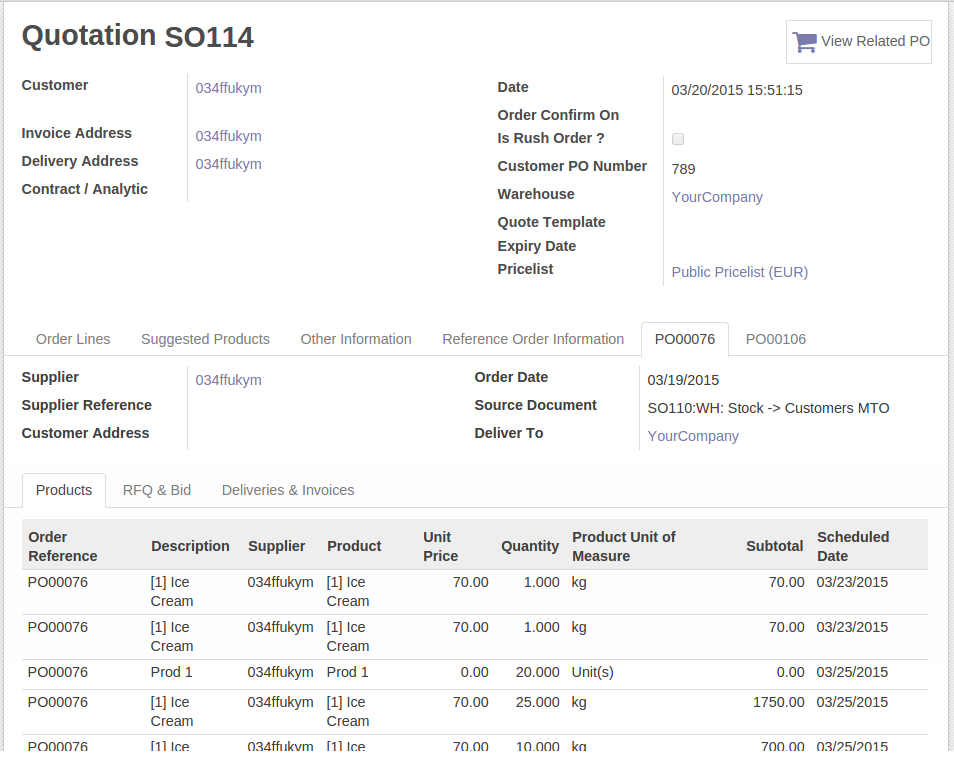 Quotation SO114
View Related PO
Customer 034ffukym
Invoice Address 034ffukym
Delivery Address 034ffukym
Contract / Analytic
Date 03/20/2015 15:51:15
Order Confirm On
Is Rush Order ?
Customer PO Number 789
Warehouse YourCompany
Quote Template
Expiry Date
Pricelist Public Pricelist (EUR)
Order Lines Suggested Products Other Information Reference Order Information PO00076 PO00106
Supplier 034ffukym
Supplier Reference
Customer Address
Order Date 03/19/2015
Source Document SO110:WH: Stock -> Customers MTO
Deliver To YourCompany
Products RFQ & Bid Deliveries & Invoices
Order Reference Description Supplier Product Unit Price Quantity Product Unit of Measure Subtotal Scheduled Date
PO00076 [1] Ice Cream 034ffukym [1] Ice Cream 70.00 1.000 kg 70.00 03/23/2015
PO00076 [1] Ice Cream 034ffukym [1] Ice Cream 70.00 1.000 kg 70.00 03/23/2015
PO00076 Prod 1 034ffukym Prod 1 0.00 20.000 Unit(s) 0.00 03/25/2015
PO00076 [1] Ice Cream 034ffukym [1] Ice Cream 70.00 25.000 kg 1750.00 03/25/2015
PO00076 [1] Ice 034ffukym [1] Ice 70.00 10.000 kg 700.00 03/25/2015